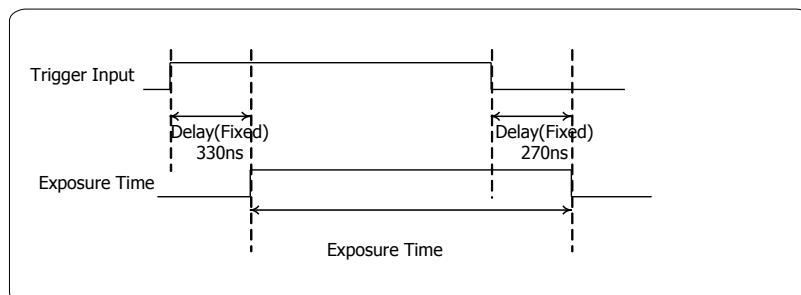 Trigger Input
Delay(Fixed)
330ns
Delay(Fixed)
270ns
Exposure Time
Exposure Time